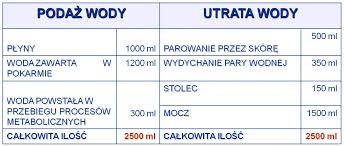 PODAŻ WODY UTRATA WODY
500 ml
PŁYNY 1000 ml PAROWANIE PRZEZ SKÓRĘ
WODA ZAWARTA W 1200 ml WYDYCHANIE PARY WODNEJ 350 ml
POKARMIE
STOLEC 150 ml
WODA POWSTAŁA W
PRZEBIEGU PROCESÓW 300 ml MOCZ 1500 ml
METABOLICZNYCH
CAŁKOWITA ILOŚĆ 2500 ml CAŁKOWITA ILOŚĆ 2500 ml